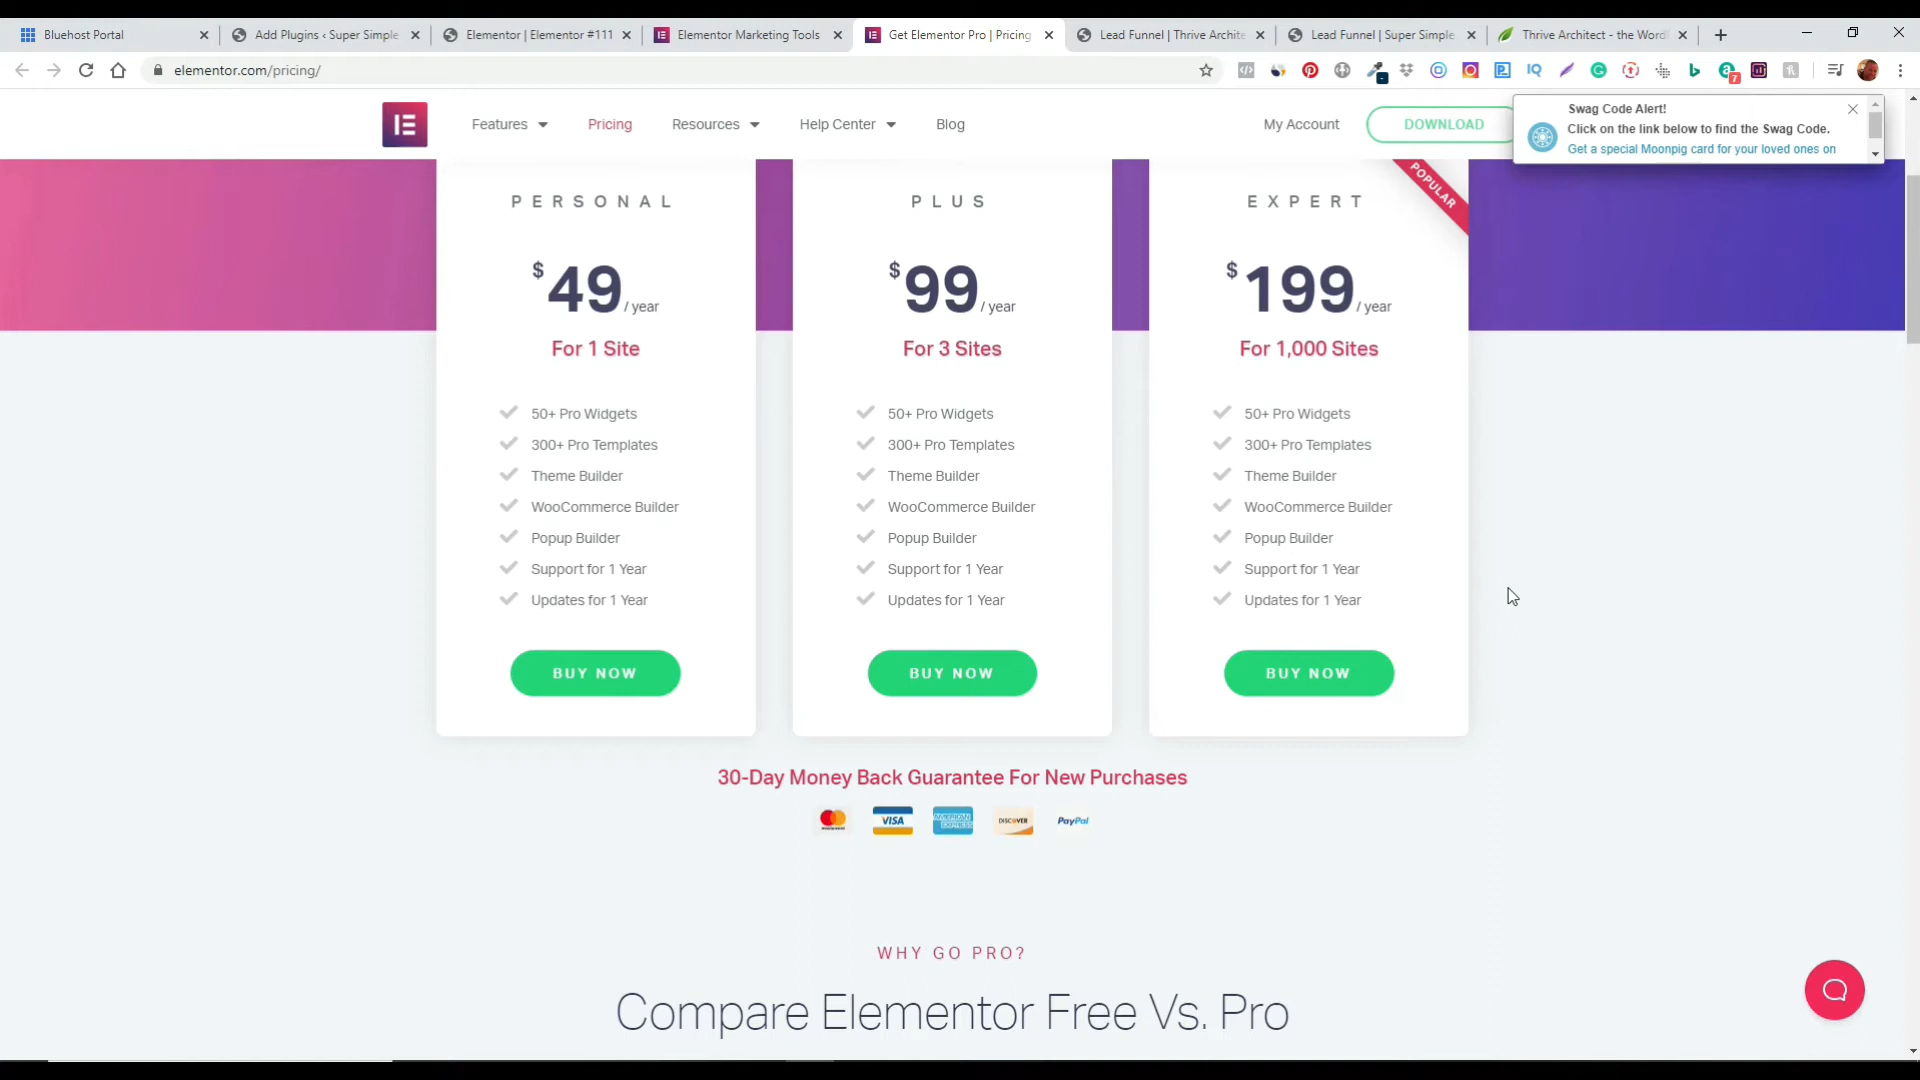 Bluehost Portal
Add Plugins ‹ Super Simple
Elementor | Elementor #111
Elementor Marketing Tools
Get Elementor Pro | Pricing
Lead Funnel | Thrive Archite
Lead Funnel | Super Simple
Thrive Architect - the Word
elementor.com/pricing/
IQ
7
Features
Pricing
Resources
Help Center
Blog
My Account
DOWNLOAD
Swag Code Alert!
Click on the link below to find the Swag Code.
Get a special Moonpig card for your loved ones on
POPULAR
PERSONAL
$49/ year
For 1 Site
50+ Pro Widgets
300+ Pro Templates
Theme Builder
WooCommerce Builder
Popup Builder
Support for 1 Year
Updates for 1 Year
BUY NOW
PLUS
$99/ year
For 3 Sites
50+ Pro Widgets
300+ Pro Templates
Theme Builder
WooCommerce Builder
Popup Builder
Support for 1 Year
Updates for 1 Year
BUY NOW
EXPERT
$199/ year
For 1,000 Sites
50+ Pro Widgets
300+ Pro Templates
Theme Builder
WooCommerce Builder
Popup Builder
Support for 1 Year
Updates for 1 Year
BUY NOW
30-Day Money Back Guarantee For New Purchases
VISA
AMERICAN EXPRESS
DISCOVER
PayPal
WHY GO PRO?
Compare Elementor Free Vs. Pro